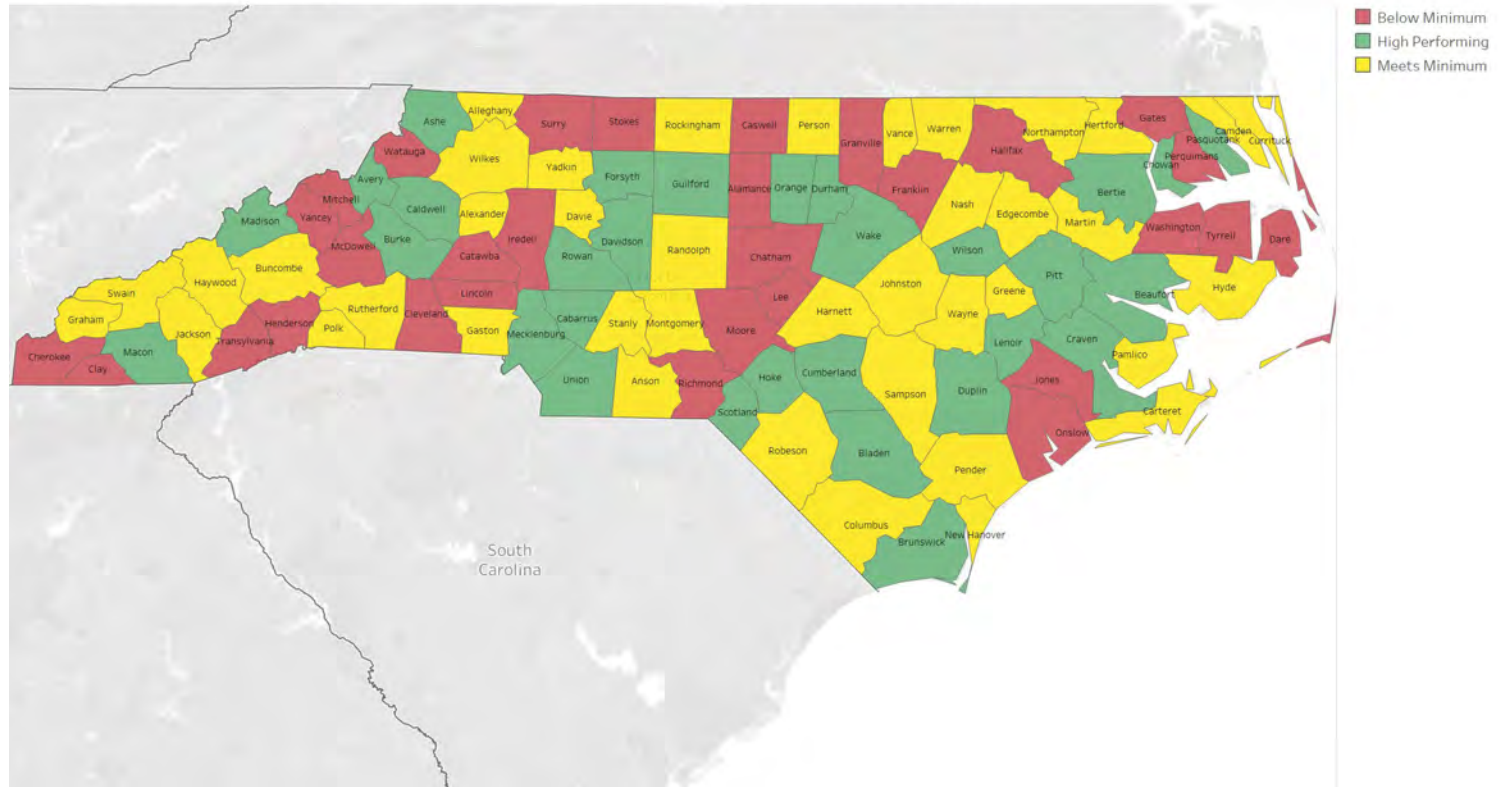 Below Minimum
High Performing
Meets Minimum
Ashe
Alleghany
Surry
Stokes
Rockingham
Caswell
Person
Granville
Vance
Warren
Northampton
Hertford
Gates
Camden
Pasquotank
Currituck
Perquimans
Chowan
Watauga
Wilkes
Yadkin
Forsyth
Guilford
Alamance
Orange
Durham
Franklin
Halifax
Bertie
Avery
Mitchell
Yancey
Madison
Caldwell
Alexander
Iredell
Davie
Davidson
Randolph
Chatham
Wake
Nash
Edgecombe
Martin
Washington
Tyrrell
Dare
McDowell
Burke
Catawba
Rowan
Buncombe
Haywood
Swain
Graham
Jackson
Macon
Cherokee
Clay
Transylvania
Henderson
Rutherford
Polk
Cleveland
Lincoln
Gaston
Mecklenburg
Cabarrus
Stanly
Montgomery
Moore
Lee
Harnett
Johnston
Wilson
Greene
Wayne
Pitt
Beaufort
Hyde
Lenoir
Craven
Pamlico
Union
Anson
Richmond
Hoke
Scotland
Cumberland
Sampson
Duplin
Jones
Onslow
Carteret
Robeson
Bladen
Pender
Columbus
Brunswick
New Hanover
South
Carolina